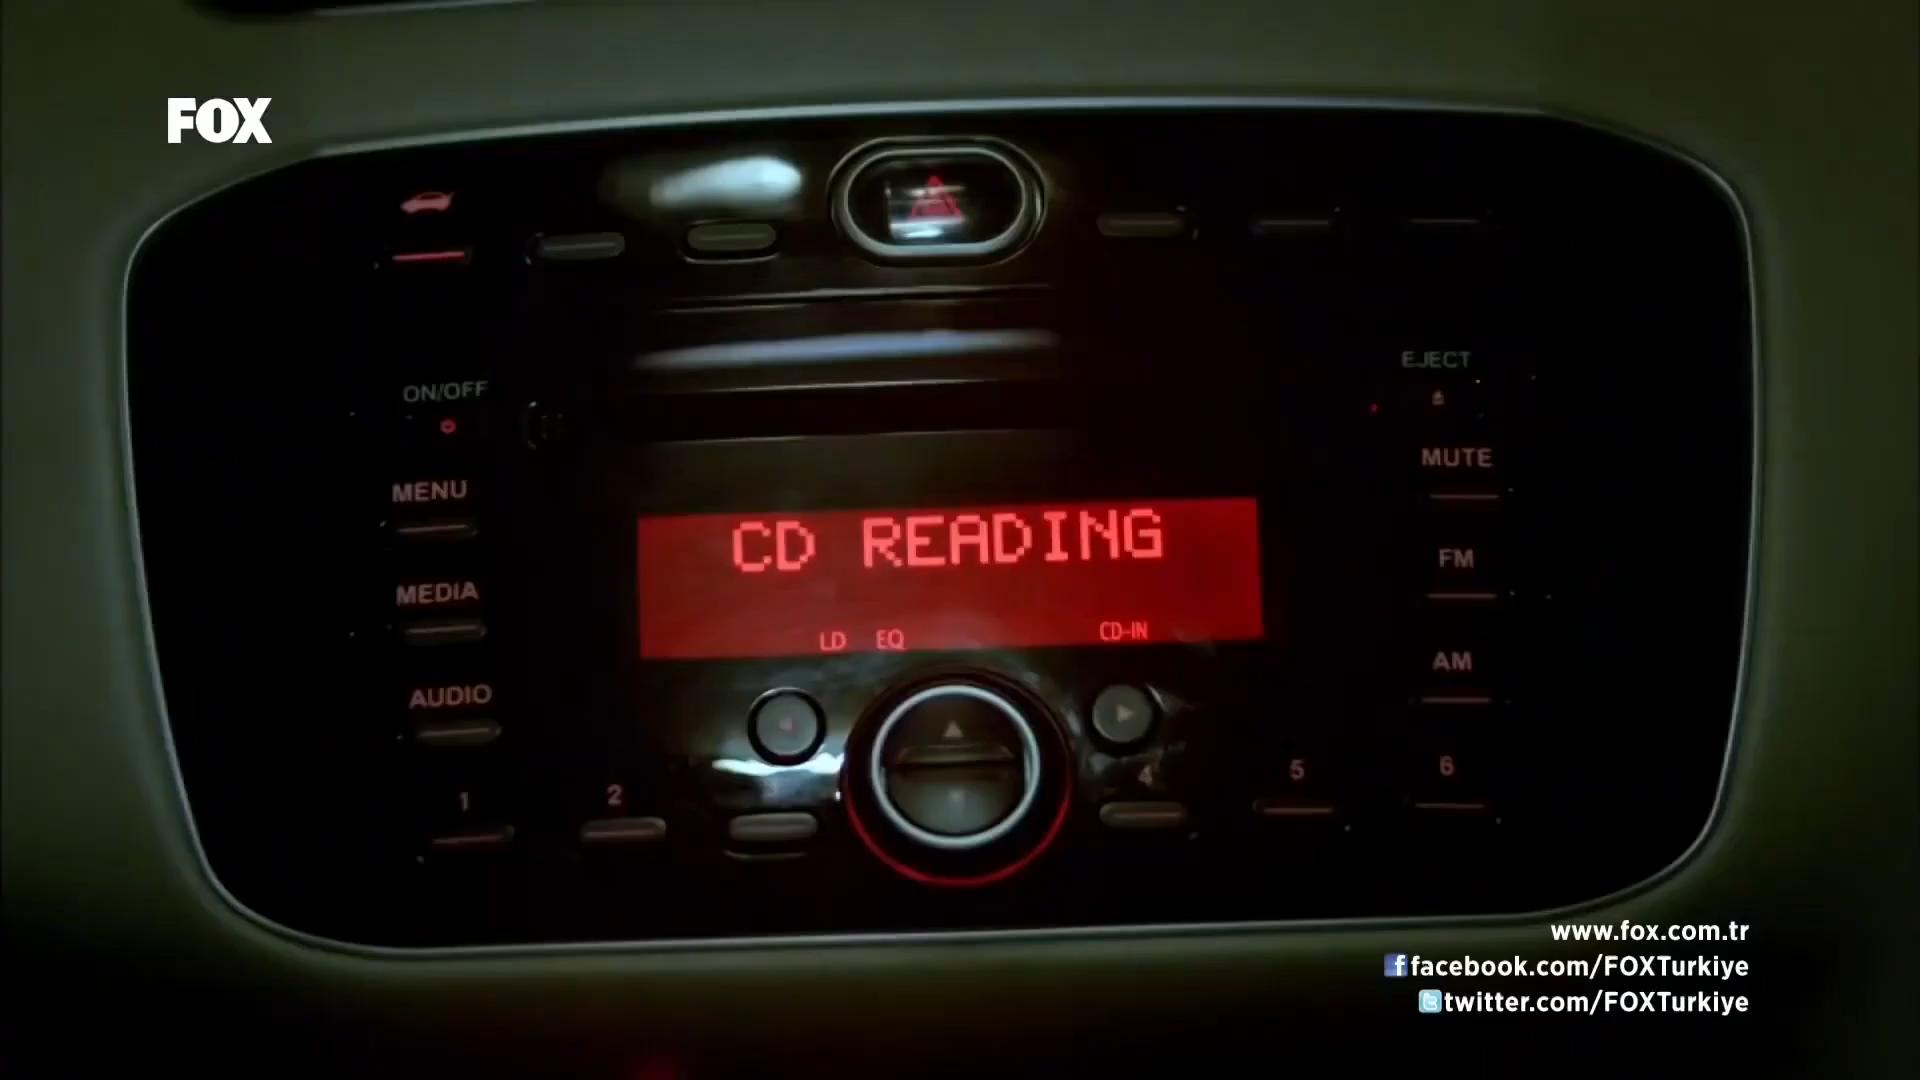 FOX
ON/OFF
EJECT
MENU
MUTE
CD READING
FM
MEDIA
LD EQ CD-IN
AM
AUDIO
1 2 3 4 5 6
www.fox.com.tr
facebook.com/FOXTurkiye
twitter.com/FOXTurkiye